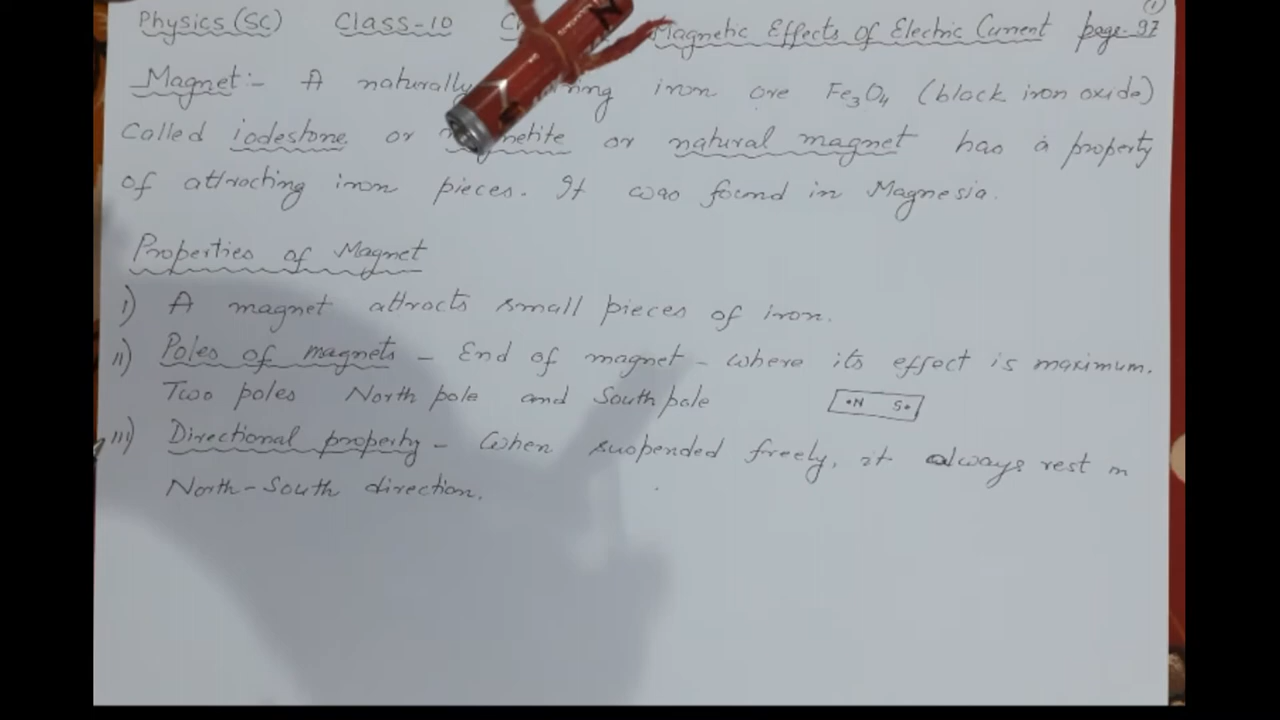 (1)
Physics (SC) Class-10 Magnetic Effects of Electric Current page-97
Magnet:- A naturally iron ore Fe3O4 (black iron oxide)
Called iodestone or or natural magnet has a property
of attracting iron pieces. It was found in Magnesia.
Properties of Magnet
i) A magnet attracts small pieces of iron.
ii) Poles of magnets - End of magnet - where its effect is maximum.
Two poles North pole and South pole
•N S•
iii) Directional property - When suspended freely, it always rest in
North-South direction.
N